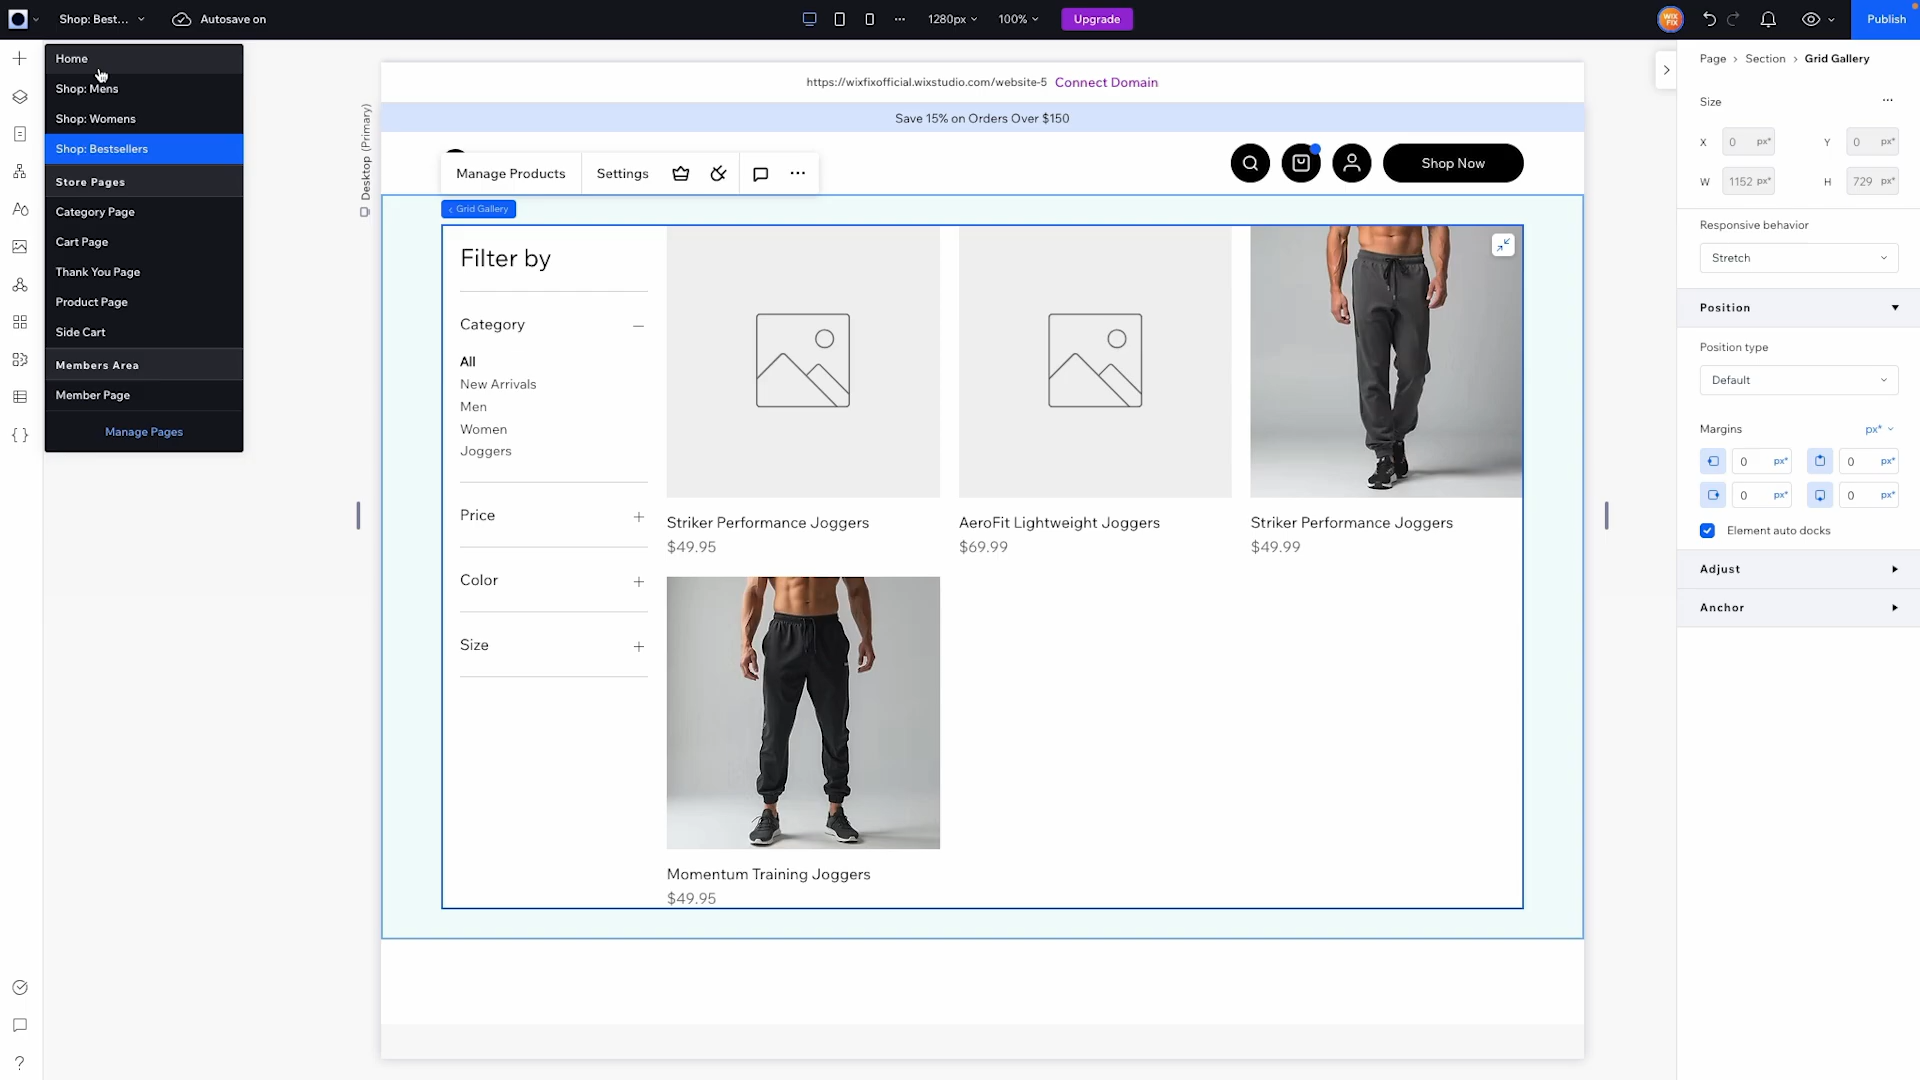 Shop: Best...
Autosave on
1280px
100%
Upgrade
WIX
FIX
Publish
Home
Shop: Mens
Shop: Womens
Shop: Bestsellers
Store Pages
Category Page
Cart Page
Thank You Page
Product Page
Side Cart
Members Area
Member Page
Manage Pages
Desktop (Primary)
https://wixfixofficial.wixstudio.com/website-5 Connect Domain
Save 15% on Orders Over $150
Manage Products
Settings
Shop Now
< Grid Gallery
Filter by
Category
All
New Arrivals
Men
Women
Joggers
Price
Color
Size
Striker Performance Joggers
$49.95
AeroFit Lightweight Joggers
$69.99
Striker Performance Joggers
$49.99
Momentum Training Joggers
$49.95
Page > Section > Grid Gallery
Size
X 0 px* Y 0 px*
W 1152 px* H 729 px*
Responsive behavior
Stretch
Position
Position type
Default
Margins px*
0 px* 0 px*
0 px* 0 px*
Element auto docks
Adjust
Anchor